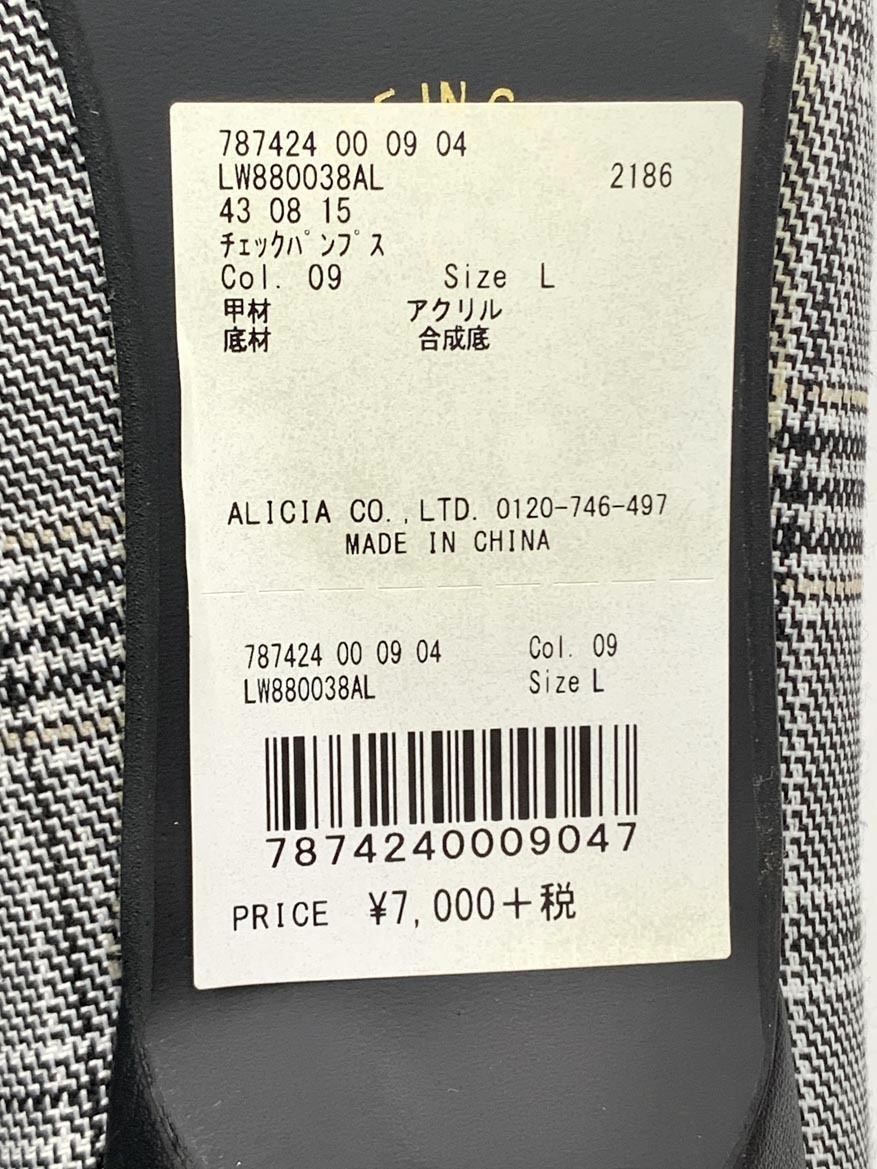 787424 00 09 04
LW880038AL 2186
43 08 15
ﾁｪｯｸﾊﾟﾝﾌﾟｽ
Col. 09 Size L
甲材 アクリル
底材 合成底
ALICIA CO.,LTD. 0120-746-497
MADE IN CHINA
787424 00 09 04 Col. 09
LW880038AL Size L
7874240009047
PRICE ¥7,000+税